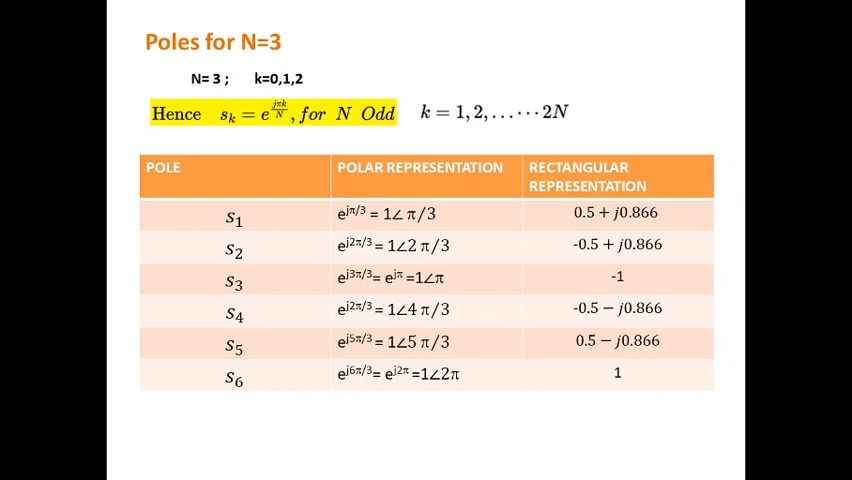 Poles for N=3
N= 3 ; k=0,1,2
Hence s_k = e^{jπk/N}, for N Odd k = 1, 2, …….⋯ 2N
POLE POLAR REPRESENTATION RECTANGULAR REPRESENTATION
s₁ e^{jπ/3} = 1∠ π/3 0.5 + j0.866
s₂ e^{j2π/3} = 1∠2 π/3 -0.5 + j0.866
s₃ e^{j3π/3}= e^{jπ} =1∠π -1
s₄ e^{j2π/3} = 1∠4 π/3 -0.5 − j0.866
s₅ e^{j5π/3} = 1∠5 π/3 0.5 − j0.866
s₆ e^{j6π/3}= e^{j2π} =1∠2π 1